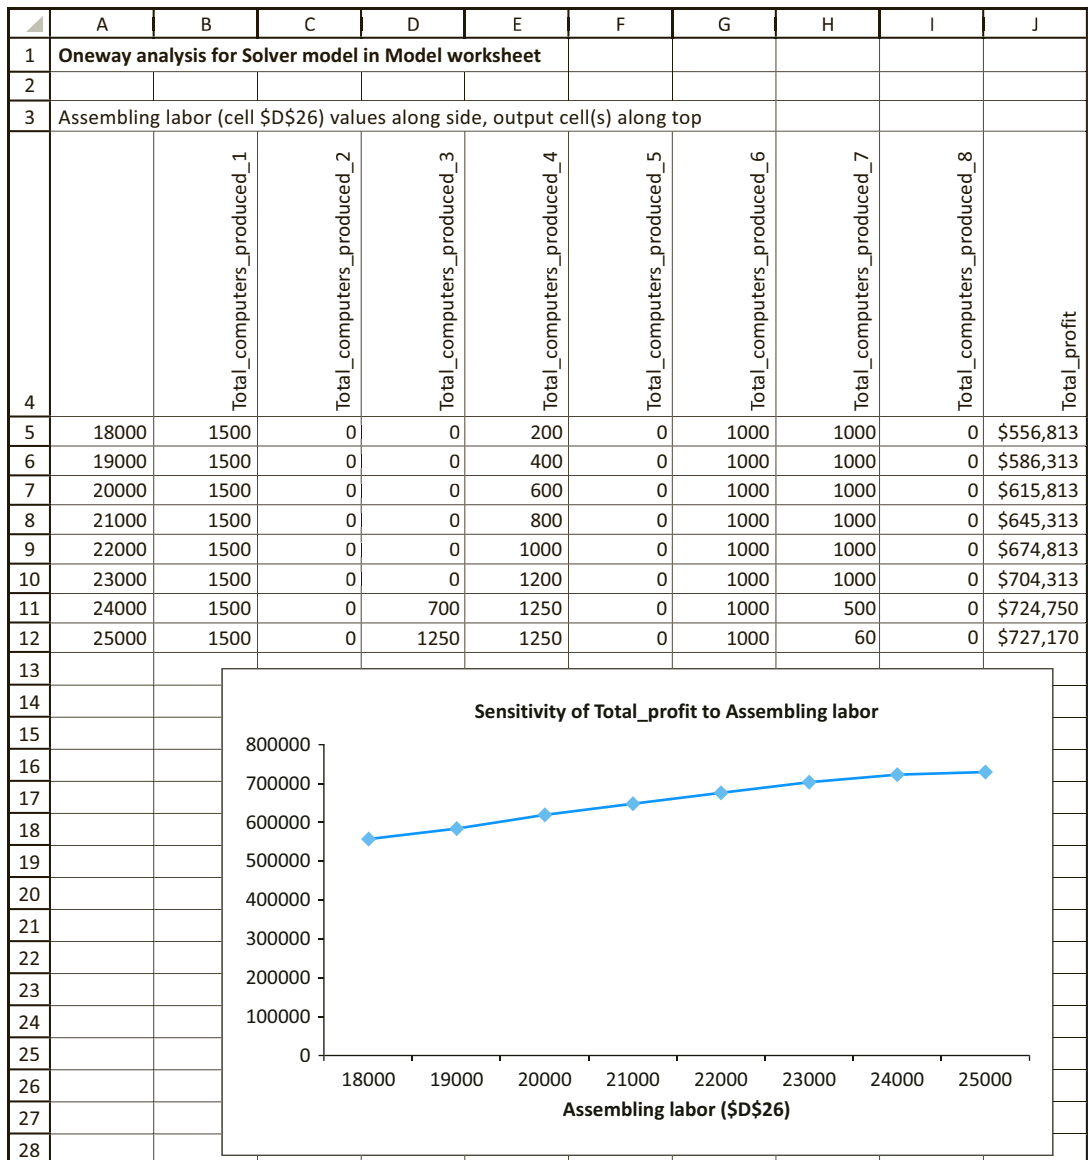 A B C D E F G H I J
1 Oneway analysis for Solver model in Model worksheet
2
3 Assembling labor (cell $D$26) values along side, output cell(s) along top
4 Total_computers_produced_1 Total_computers_produced_2 Total_computers_produced_3 Total_computers_produced_4 Total_computers_produced_5 Total_computers_produced_6 Total_computers_produced_7 Total_computers_produced_8 Total_profit
5 18000 1500 0 0 200 0 1000 1000 0 $556,813
6 19000 1500 0 0 400 0 1000 1000 0 $586,313
7 20000 1500 0 0 600 0 1000 1000 0 $615,813
8 21000 1500 0 0 800 0 1000 1000 0 $645,313
9 22000 1500 0 0 1000 0 1000 1000 0 $674,813
10 23000 1500 0 0 1200 0 1000 1000 0 $704,313
11 24000 1500 0 700 1250 0 1000 500 0 $724,750
12 25000 1500 0 1250 1250 0 1000 60 0 $727,170
13
14
15
16
17
18
19
20
21
22
23
24
25
26
27
28
Sensitivity of Total_profit to Assembling labor
800000
700000
600000
500000
400000
300000
200000
100000
0
18000 19000 20000 21000 22000 23000 24000 25000
Assembling labor ($D$26)